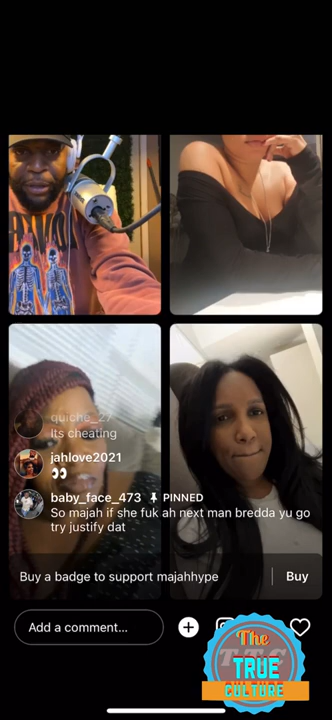 quiche_27
Its cheating
jahlove2021
👀
baby_face_473 PINNED
So majah if she fuk ah next man bredda yu go
try justify dat
Buy a badge to support majahhype
Buy
Add a comment...
The
TRUE
CULTURE